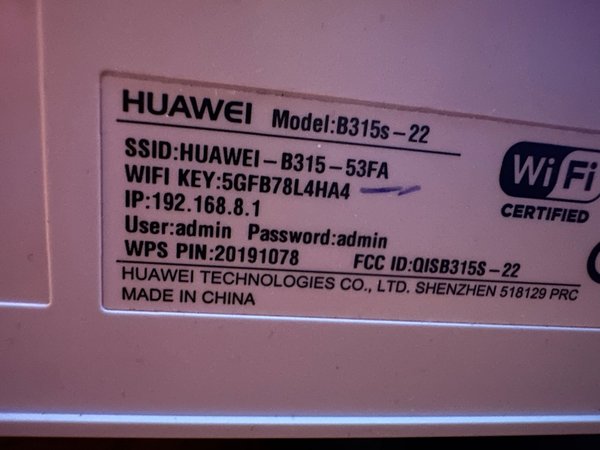 HUAWEI Model:B315s-22
SSID:HUAWEI-B315-53FA
WIFI KEY:5GFB78L4HA4
IP:192.168.8.1
User:admin Password:admin
WPS PIN:20191078 FCC ID:QISB315S-22
HUAWEI TECHNOLOGIES CO., LTD. SHENZHEN 518129 PRC
MADE IN CHINA
Wi Fi
CERTIFIED